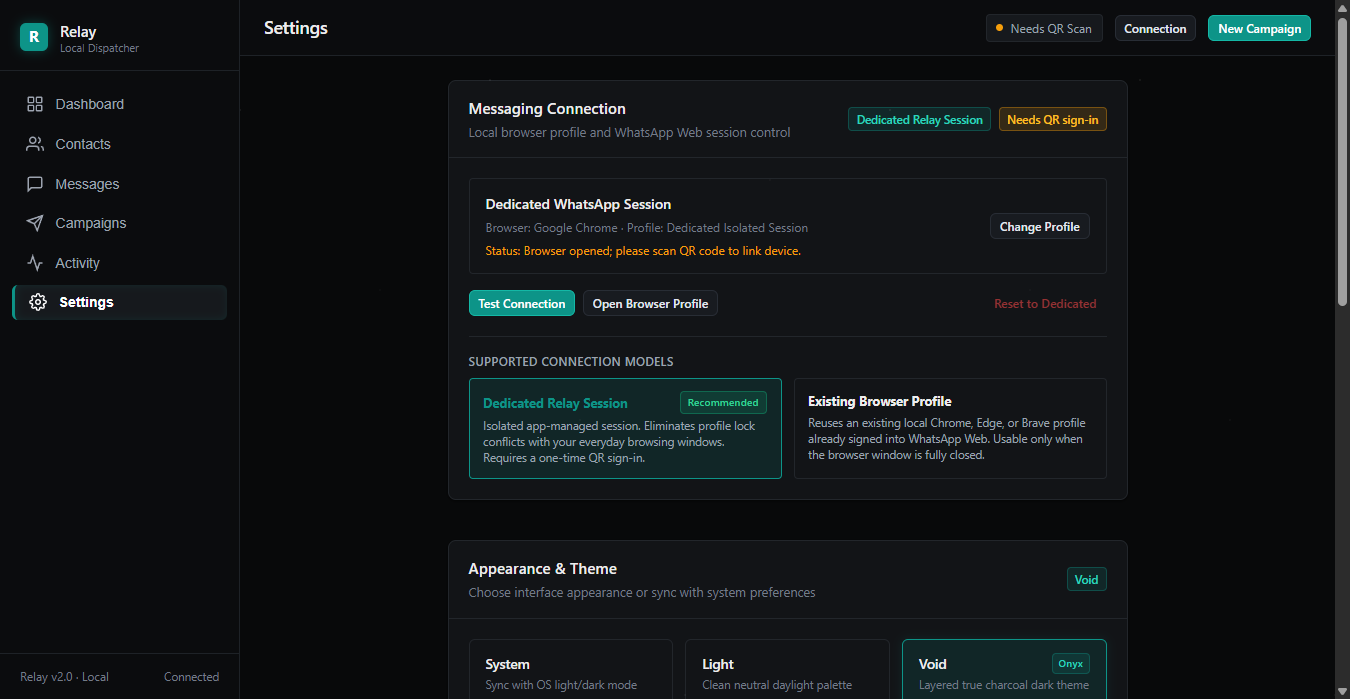 R
Relay
Local Dispatcher
Dashboard
Contacts
Messages
Campaigns
Activity
Settings
Relay v2.0 · Local
Connected
Settings
Needs QR Scan
Connection
New Campaign
Messaging Connection
Local browser profile and WhatsApp Web session control
Dedicated Relay Session
Needs QR sign-in
Dedicated WhatsApp Session
Browser: Google Chrome · Profile: Dedicated Isolated Session
Status: Browser opened; please scan QR code to link device.
Change Profile
Test Connection
Open Browser Profile
Reset to Dedicated
SUPPORTED CONNECTION MODELS
Dedicated Relay Session
Recommended
Isolated app-managed session. Eliminates profile lock
conflicts with your everyday browsing windows.
Requires a one-time QR sign-in.
Existing Browser Profile
Reuses an existing local Chrome, Edge, or Brave profile
already signed into WhatsApp Web. Usable only when
the browser window is fully closed.
Appearance & Theme
Choose interface appearance or sync with system preferences
Void
System
Sync with OS light/dark mode
Light
Clean neutral daylight palette
Void
Onyx
Layered true charcoal dark theme